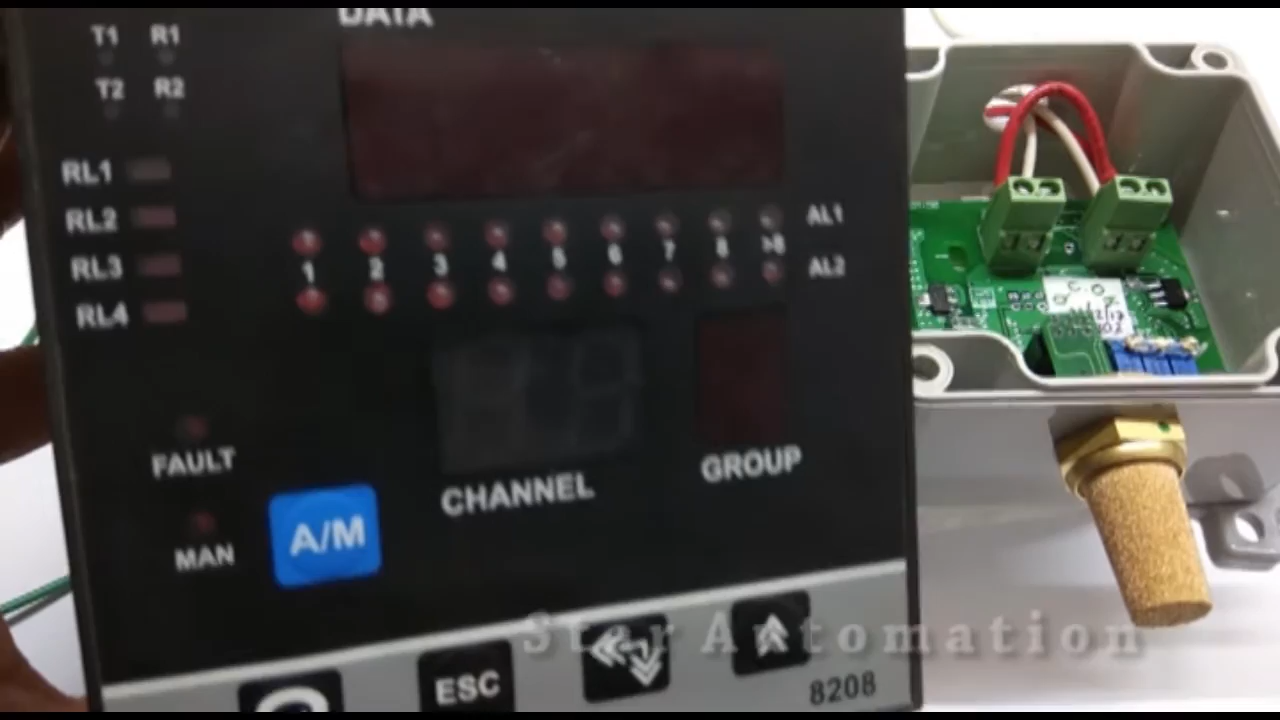 DATA
T1 R1
T2 R2
RL1
RL2
RL3
RL4
AL1
1 2 3 4 5 6 7 8 >8
AL2
FAULT
CHANNEL
GROUP
MAN
A/M
ESC
8208
Star Automation